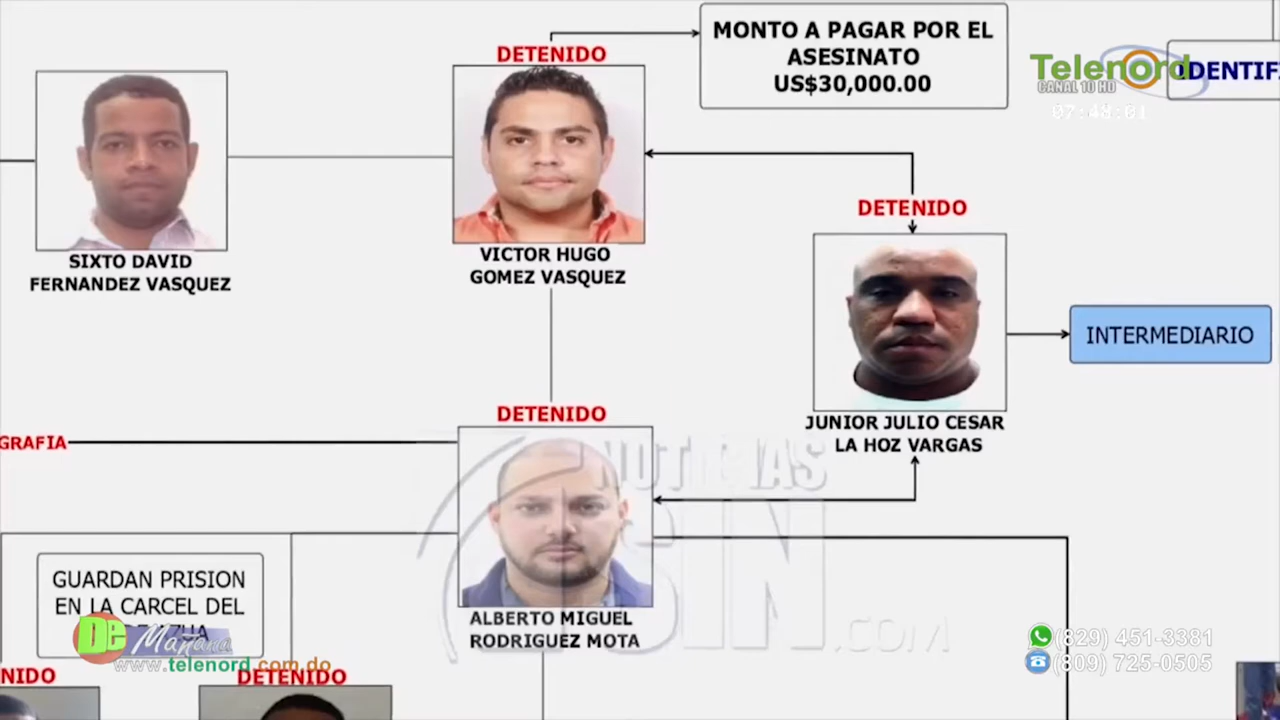 MONTO A PAGAR POR EL
ASESINATO
US$30,000.00
Telenord
CANAL 10 HD
07:48:01
DETENIDO
SIXTO DAVID
FERNANDEZ VASQUEZ
VICTOR HUGO
GOMEZ VASQUEZ
DETENIDO
JUNIOR JULIO CESAR
LA HOZ VARGAS
INTERMEDIARIO
DETENIDO
ALBERTO MIGUEL
RODRIGUEZ MOTA
NOTICIAS
SIN
.COM
GUARDAN PRISION
EN LA CARCEL DEL
De Mañana
www.telenord.com.do
DETENIDO
(829) 451-3381
(809) 725-0505